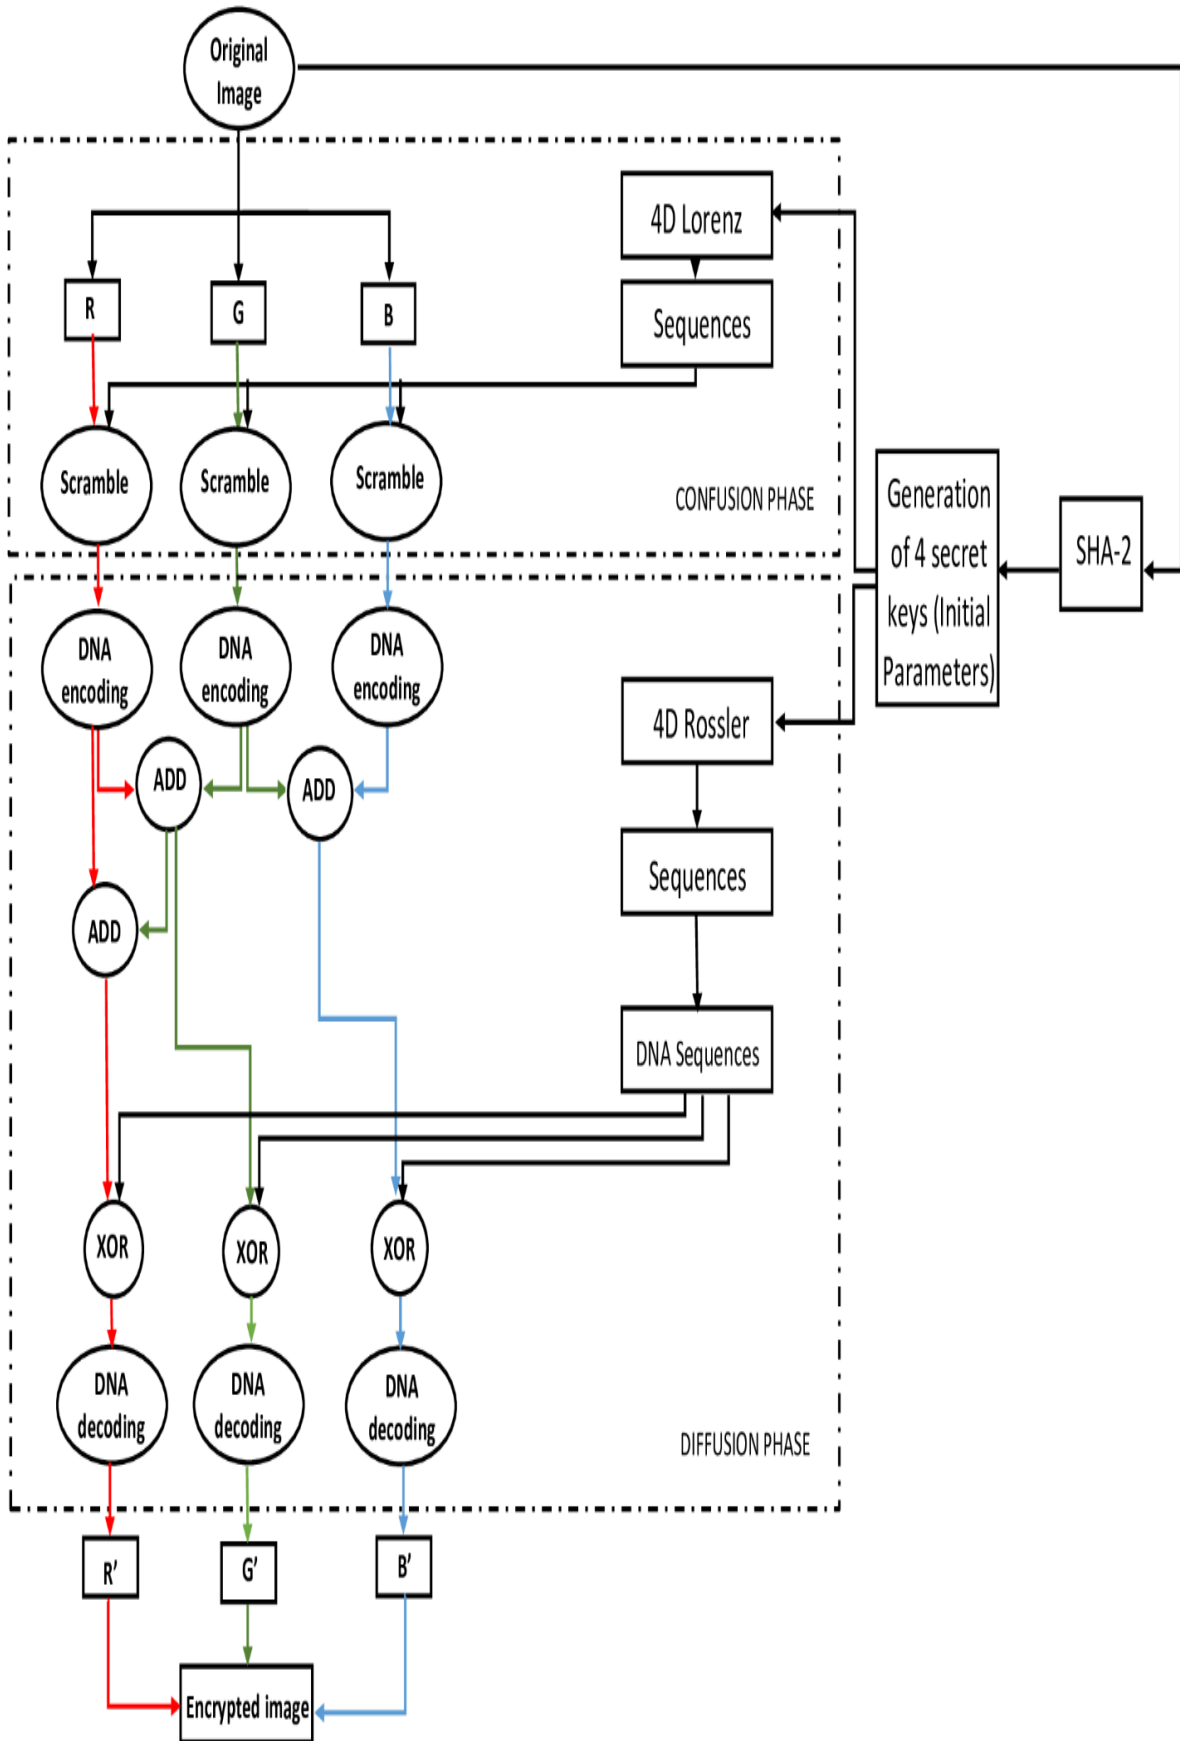 Original
Image
4D Lorenz
R
G
B
Sequences
Scramble
Scramble
Scramble
CONFUSION PHASE
Generation
of 4 secret
keys (Initial
Parameters)
SHA-2
DNA
encoding
DNA
encoding
DNA
encoding
4D Rossler
ADD
ADD
Sequences
ADD
DNA Sequences
XOR
XOR
XOR
DNA
decoding
DNA
decoding
DNA
decoding
DIFFUSION PHASE
R’
G’
B’
Encrypted image